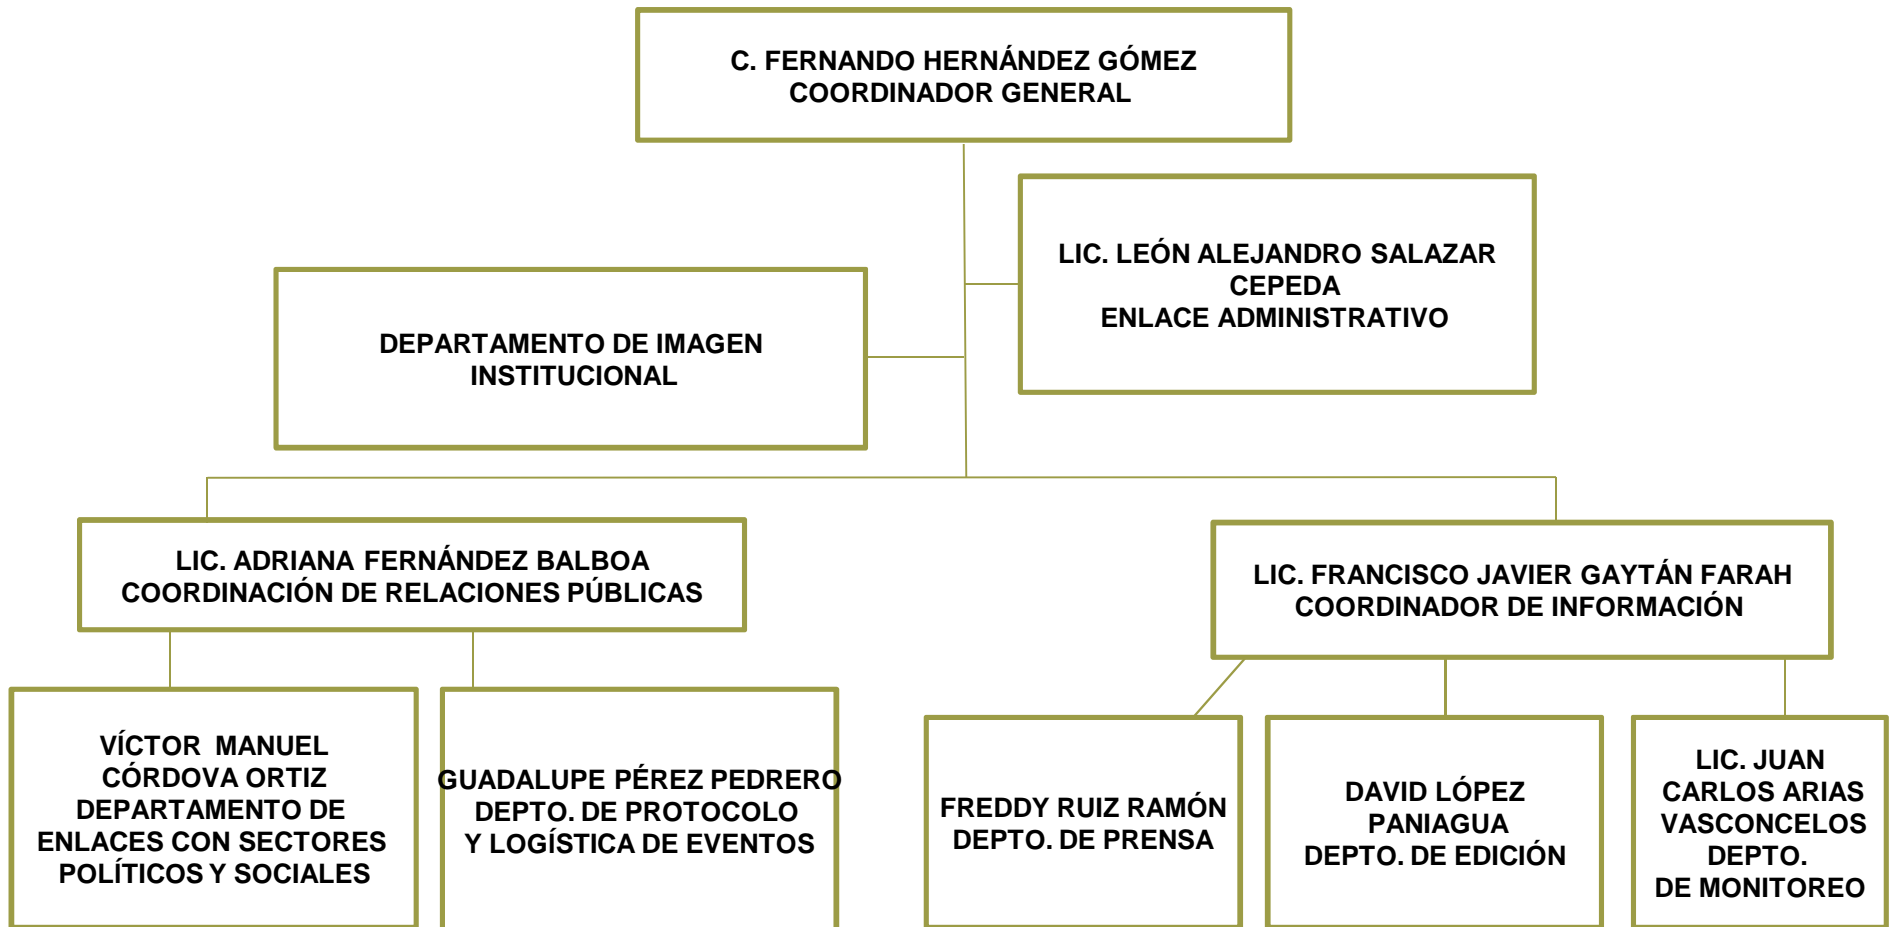 C. FERNANDO HERNÁNDEZ GÓMEZ
COORDINADOR GENERAL
LIC. LEÓN ALEJANDRO SALAZAR
CEPEDA
ENLACE ADMINISTRATIVO
DEPARTAMENTO DE IMAGEN
INSTITUCIONAL
LIC. ADRIANA FERNÁNDEZ BALBOA
COORDINACIÓN DE RELACIONES PÚBLICAS
LIC. FRANCISCO JAVIER GAYTÁN FARAH
COORDINADOR DE INFORMACIÓN
VÍCTOR MANUEL
CÓRDOVA ORTIZ
DEPARTAMENTO DE
ENLACES CON SECTORES
POLÍTICOS Y SOCIALES
GUADALUPE PÉREZ PEDRERO
DEPTO. DE PROTOCOLO
Y LOGÍSTICA DE EVENTOS
FREDDY RUIZ RAMÓN
DEPTO. DE PRENSA
DAVID LÓPEZ
PANIAGUA
DEPTO. DE EDICIÓN
LIC. JUAN
CARLOS ARIAS
VASCONCELOS
DEPTO.
DE MONITOREO